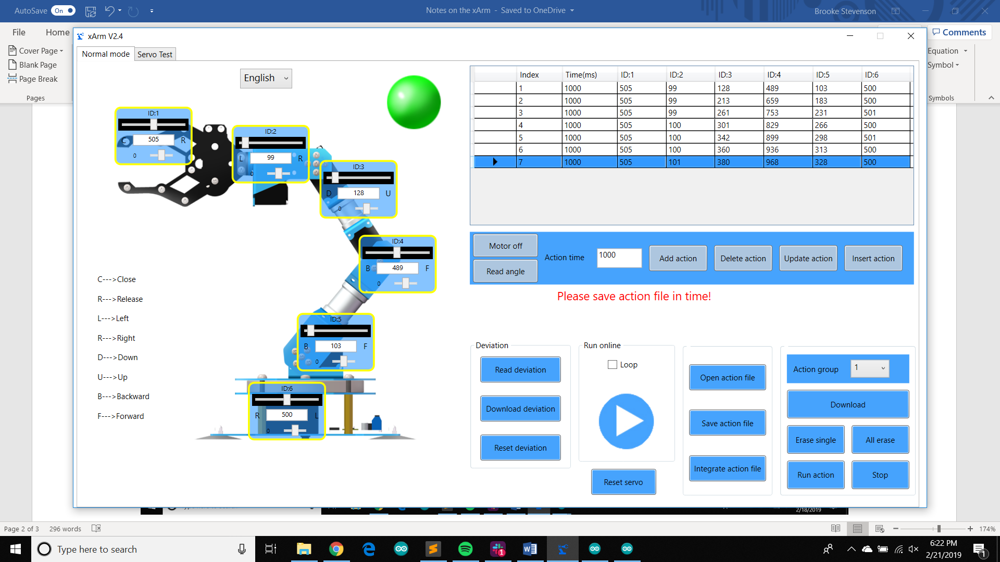 AutoSave On Notes on the xArm - Saved to OneDrive Brooke Stevenson
File Home Comments
Cover Page
Blank Page
Page Break
Pages
Equation
Symbol
Symbols
xArm V2.4
Normal mode Servo Test
English
ID:1
C 505 R
0
ID:2
L 99 R
0
ID:3
D 128 U
0
ID:4
B 489 F
0
ID:5
B 103 F
0
ID:6
R 500 L
0
C--->Close
R--->Release
L--->Left
R--->Right
D--->Down
U--->Up
B--->Backward
F--->Forward
Index Time(ms) ID:1 ID:2 ID:3 ID:4 ID:5 ID:6
1 1000 505 99 128 489 103 500
2 1000 505 99 213 659 183 500
3 1000 505 99 261 753 231 501
4 1000 505 100 301 829 266 500
5 1000 505 100 342 899 298 501
6 1000 505 100 360 936 313 500
7 1000 505 101 380 968 328 500
Motor off
Read angle
Action time 1000 Add action Delete action Update action Insert action
Please save action file in time!
Deviation
Read deviation
Download deviation
Reset deviation
Run online
Loop
Reset servo
Open action file
Save action file
Integrate action file
Action group 1
Download
Erase single All erase
Run action Stop
2/18/2019
Page 2 of 3 296 words 174%
Type here to search
1
6:22 PM
2/21/2019
1